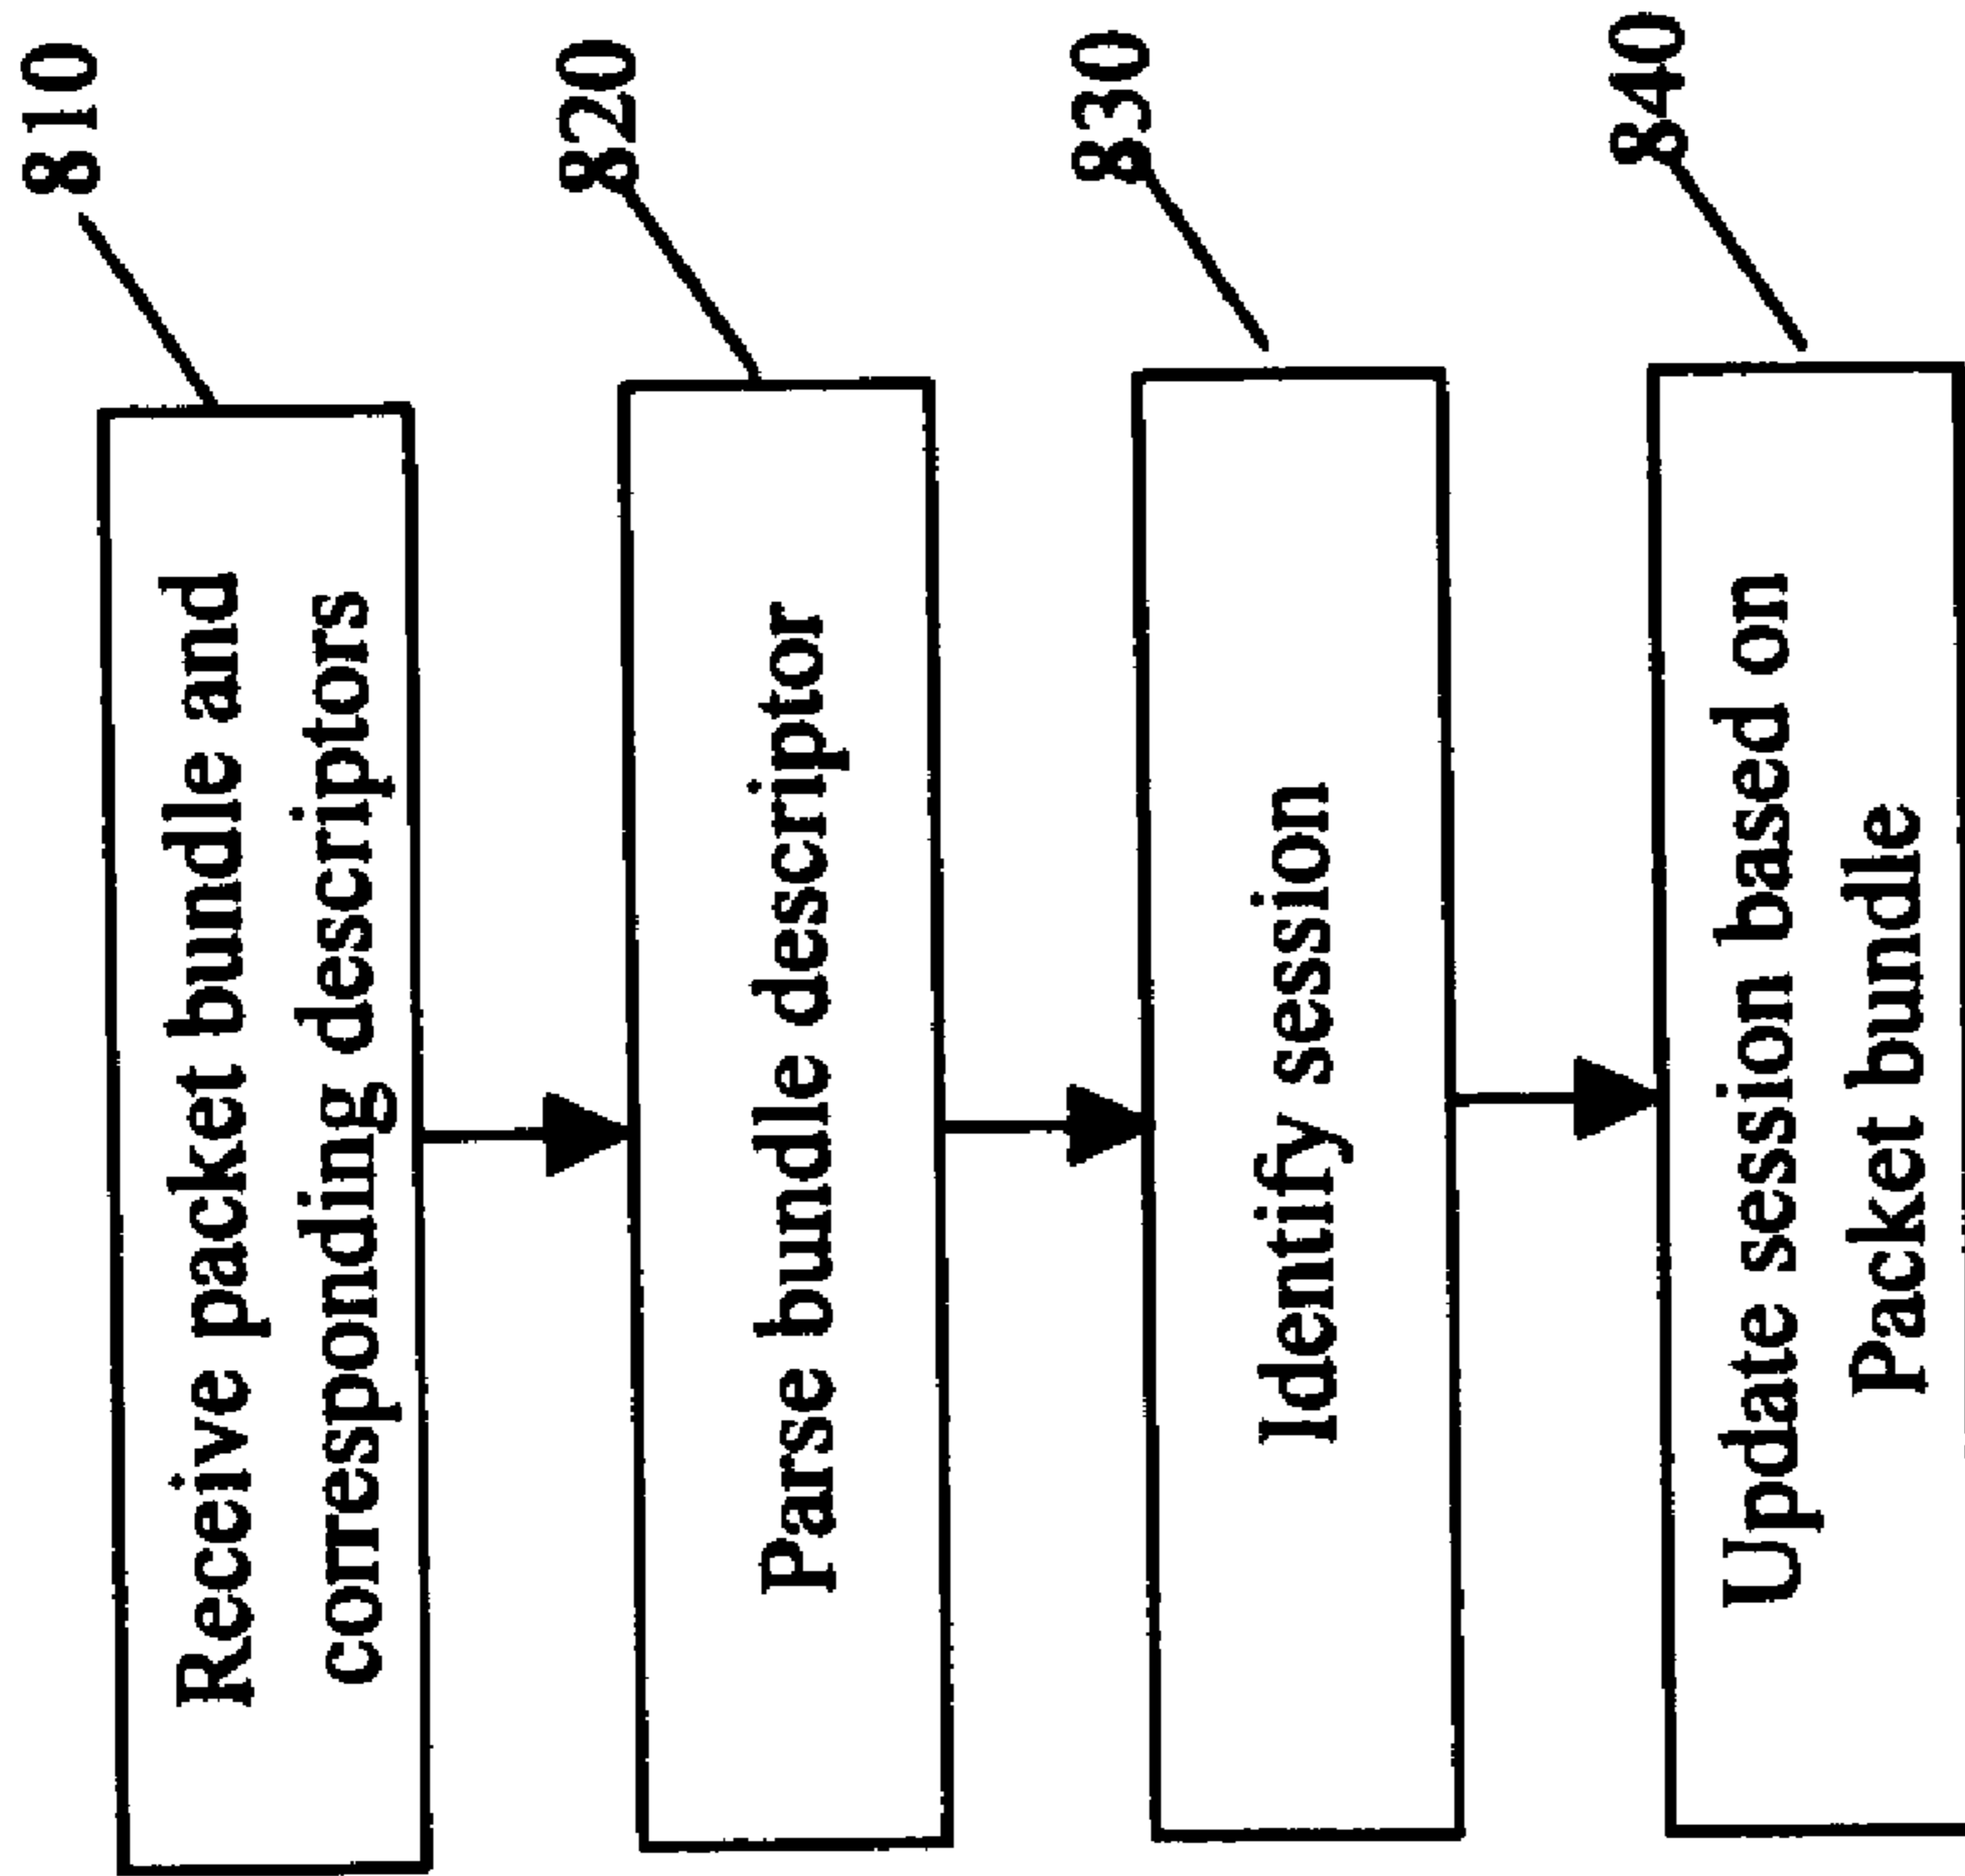 810
Receive packet bundle and
corresponding descriptors
820
Parse bundle descriptor
830
Identify session
840
Update session based on
Packet bundle